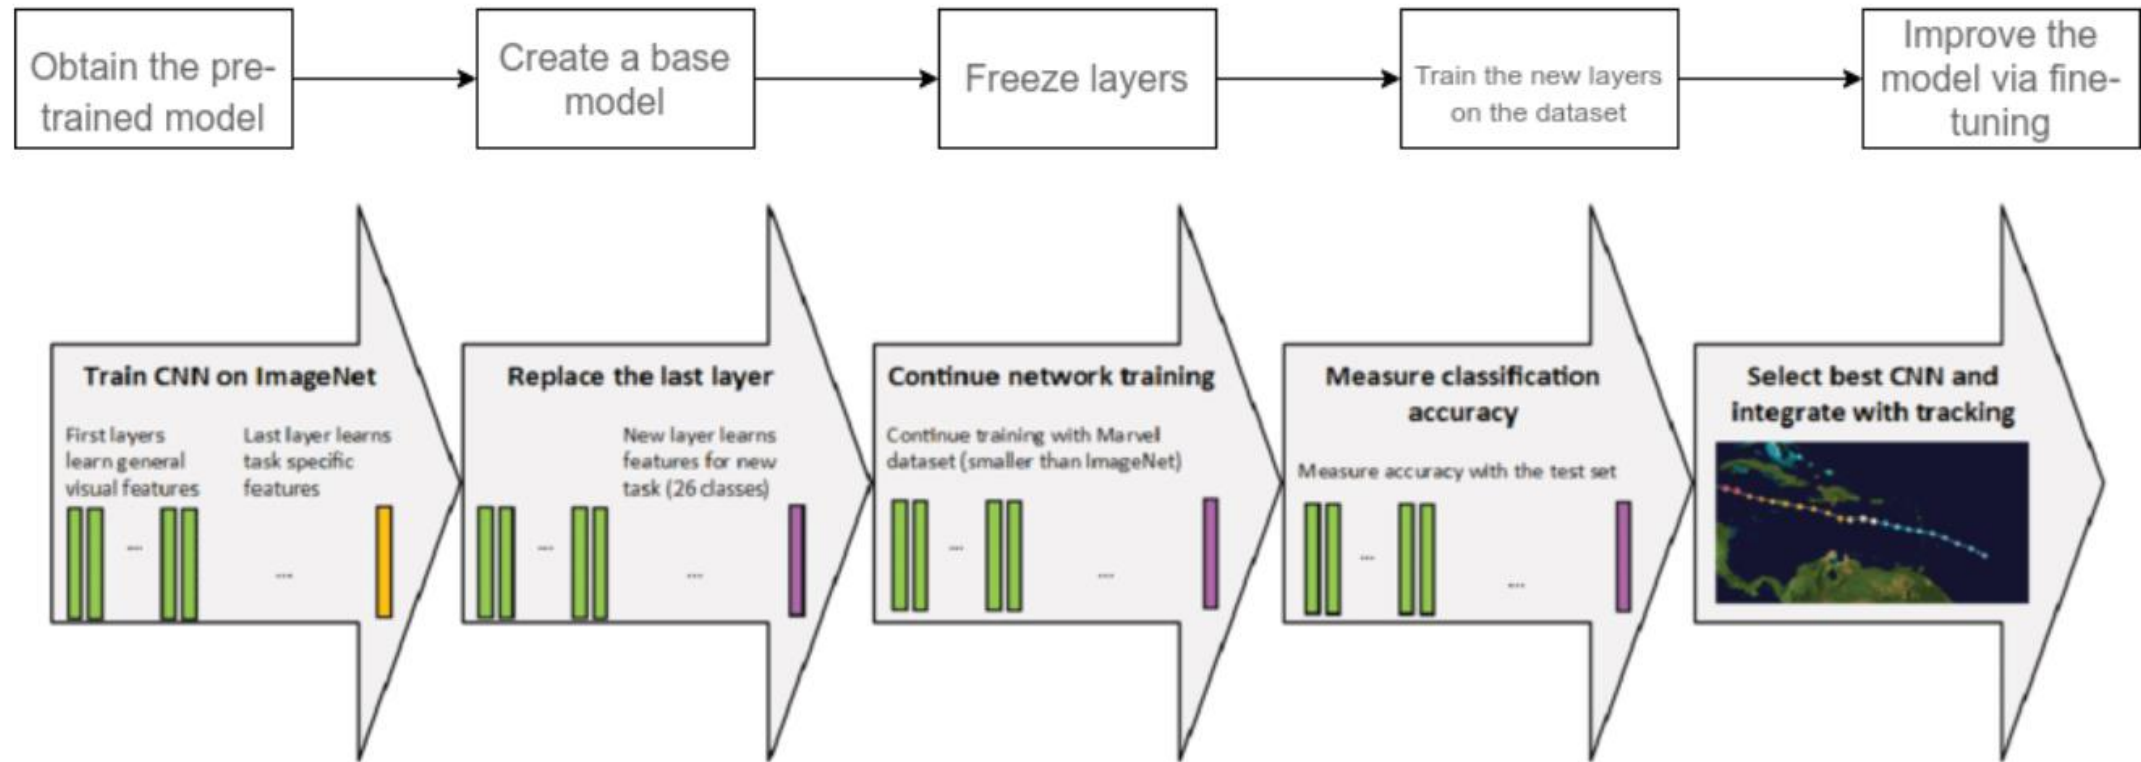 Obtain the pre-
trained model
Create a base
model
Freeze layers
Train the new layers
on the dataset
Improve the
model via fine-
tuning
Train CNN on ImageNet
First layers
learn general
visual features
Last layer learns
task specific
features
...
...
Replace the last layer
New layer learns
features for new
task (26 classes)
...
...
Continue network training
Continue training with Marvell
dataset (smaller than ImageNet)
...
...
Measure classification
accuracy
Measure accuracy with the test set
...
...
Select best CNN and
integrate with tracking